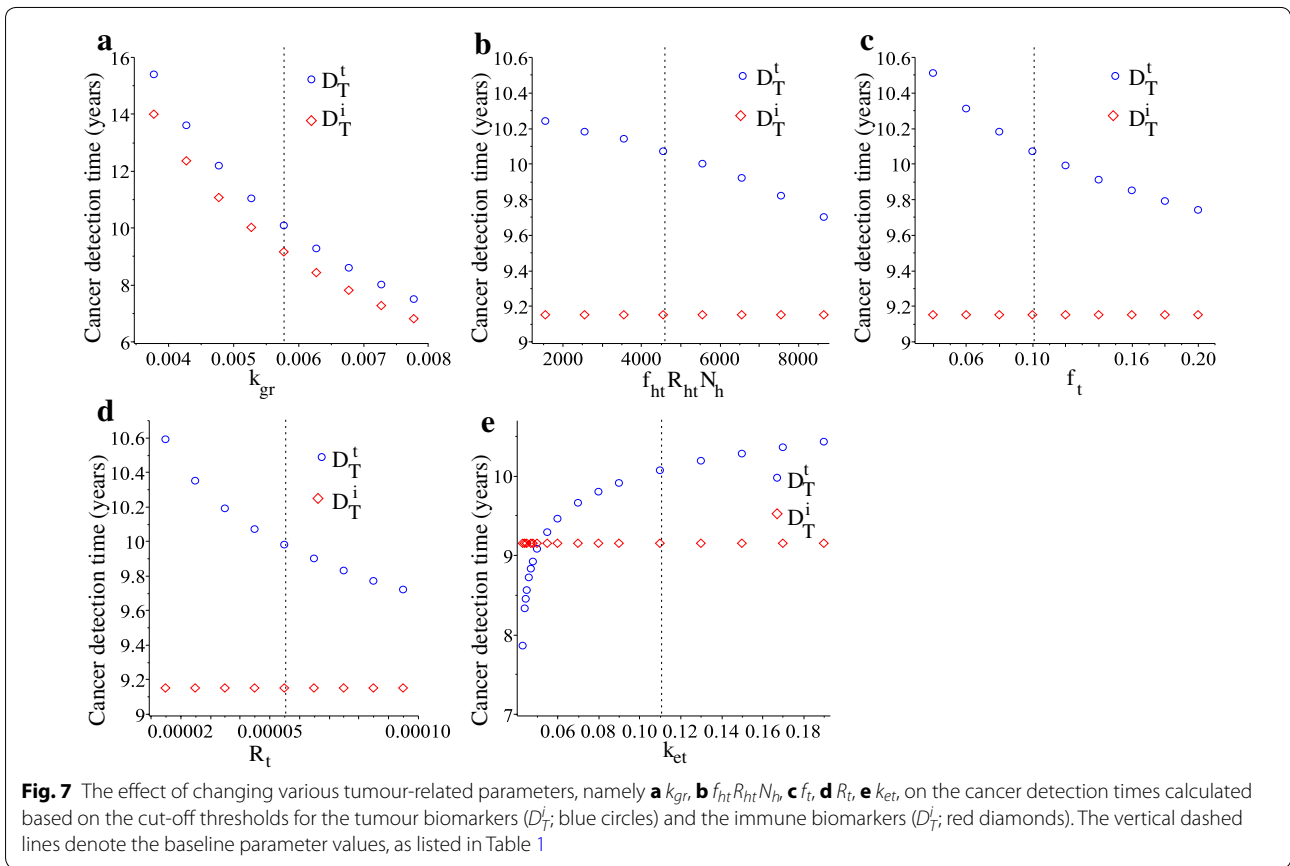 a
b
c
Cancer detection time (years)
16
14
12
10
8
6
D_T^t
D_T^i
0.004 0.005 0.006 0.007 0.008
k_gr
Cancer detection time (years)
10.6
10.4
10.2
10
9.8
9.6
9.4
9.2
9
D_T^t
D_T^i
2000 4000 6000 8000
f_ht R_ht N_h
Cancer detection time (years)
10.6
10.4
10.2
10
9.8
9.6
9.4
9.2
9
D_T^t
D_T^i
0.06 0.10 0.16 0.20
f_t
d
e
Cancer detection time (years)
10.6
10.4
10.2
10
9.8
9.6
9.4
9.2
9
D_T^t
D_T^i
0.00002 0.00005 0.00010
R_t
Cancer detection time (years)
10
9
8
7
D_T^t
D_T^i
0.06 0.08 0.10 0.12 0.14 0.16 0.18
k_et
Fig. 7 The effect of changing various tumour-related parameters, namely a k_gr, b f_ht R_ht N_h, c f_t, d R_t, e k_et, on the cancer detection times calculated
based on the cut-off thresholds for the tumour biomarkers (D_T^i; blue circles) and the immune biomarkers (D_T^i; red diamonds). The vertical dashed
lines denote the baseline parameter values, as listed in Table 1